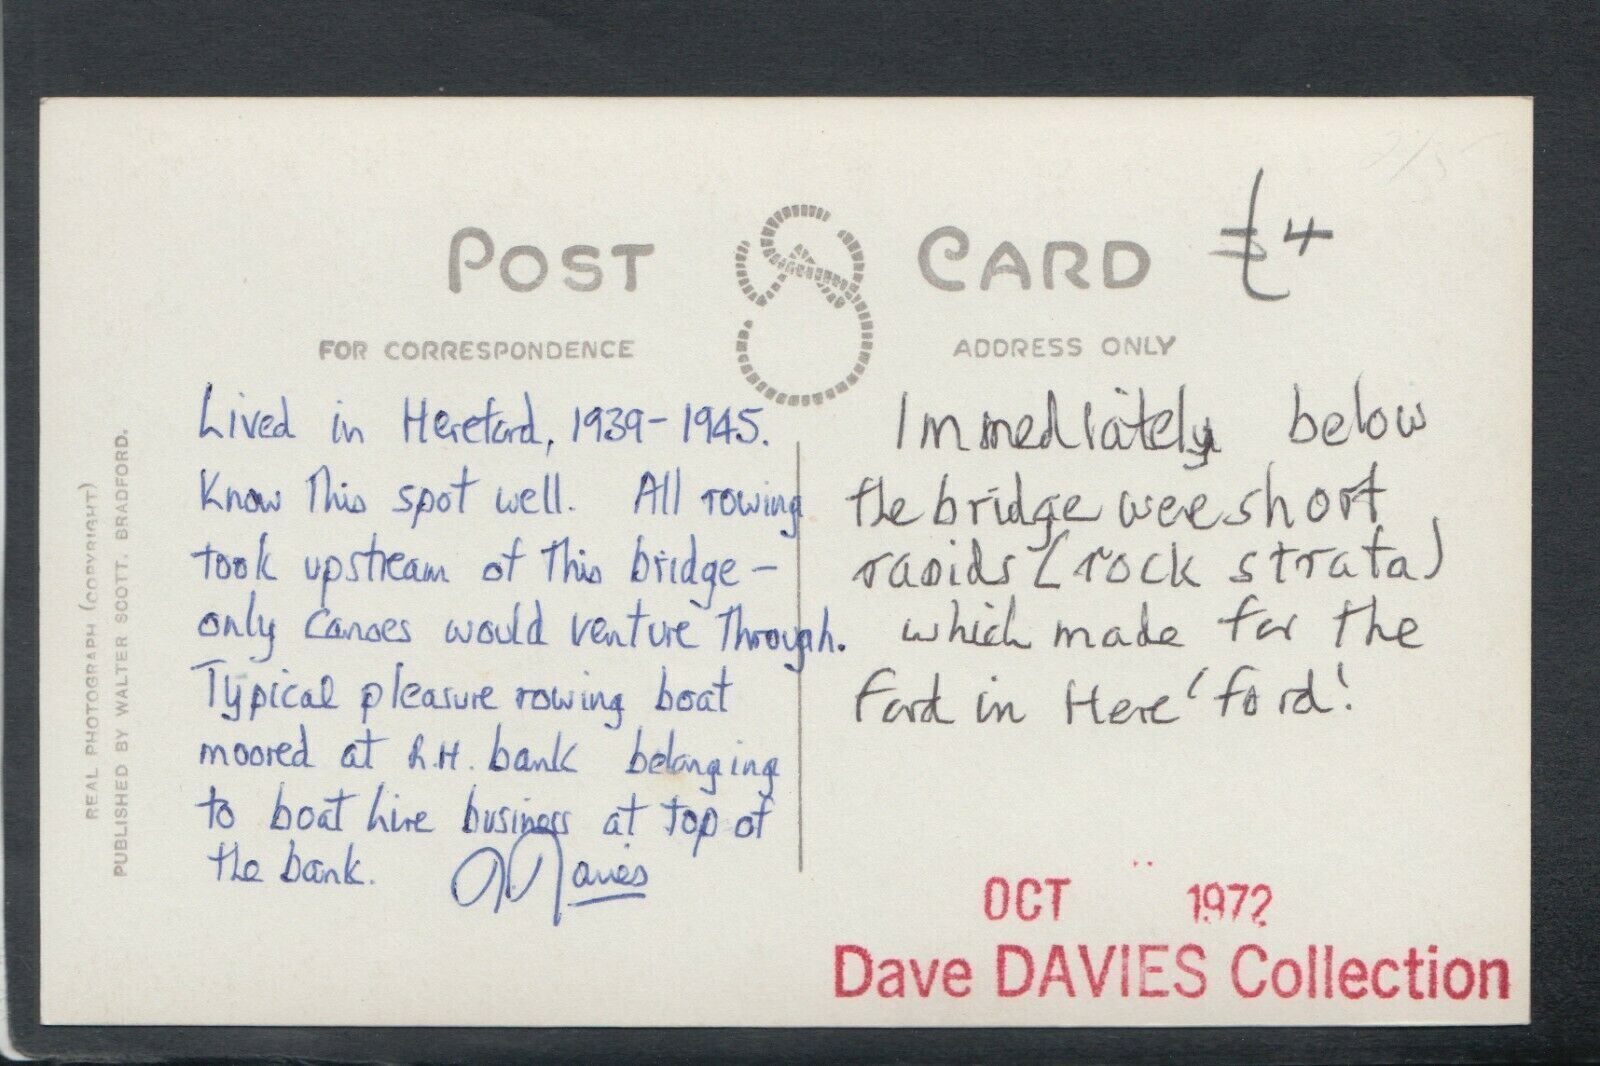 POST CARD £4
FOR CORRESPONDENCE
ADDRESS ONLY
Lived in Hereford, 1939-1945.
Know This spot well. All rowing
took upstream of This bridge -
only Canoes would venture Through.
Typical pleasure rowing boat
moored at R.H. bank belonging
to boat hire business at top of
the bank. Davies
Immediately below
the bridge were short
rapids (rock strata)
which made for the
Ford in Here 'ford'!
REAL PHOTOGRAPH (COPYRIGHT)
PUBLISHED BY WALTER SCOTT, BRADFORD.
OCT 1972
Dave DAVIES Collection